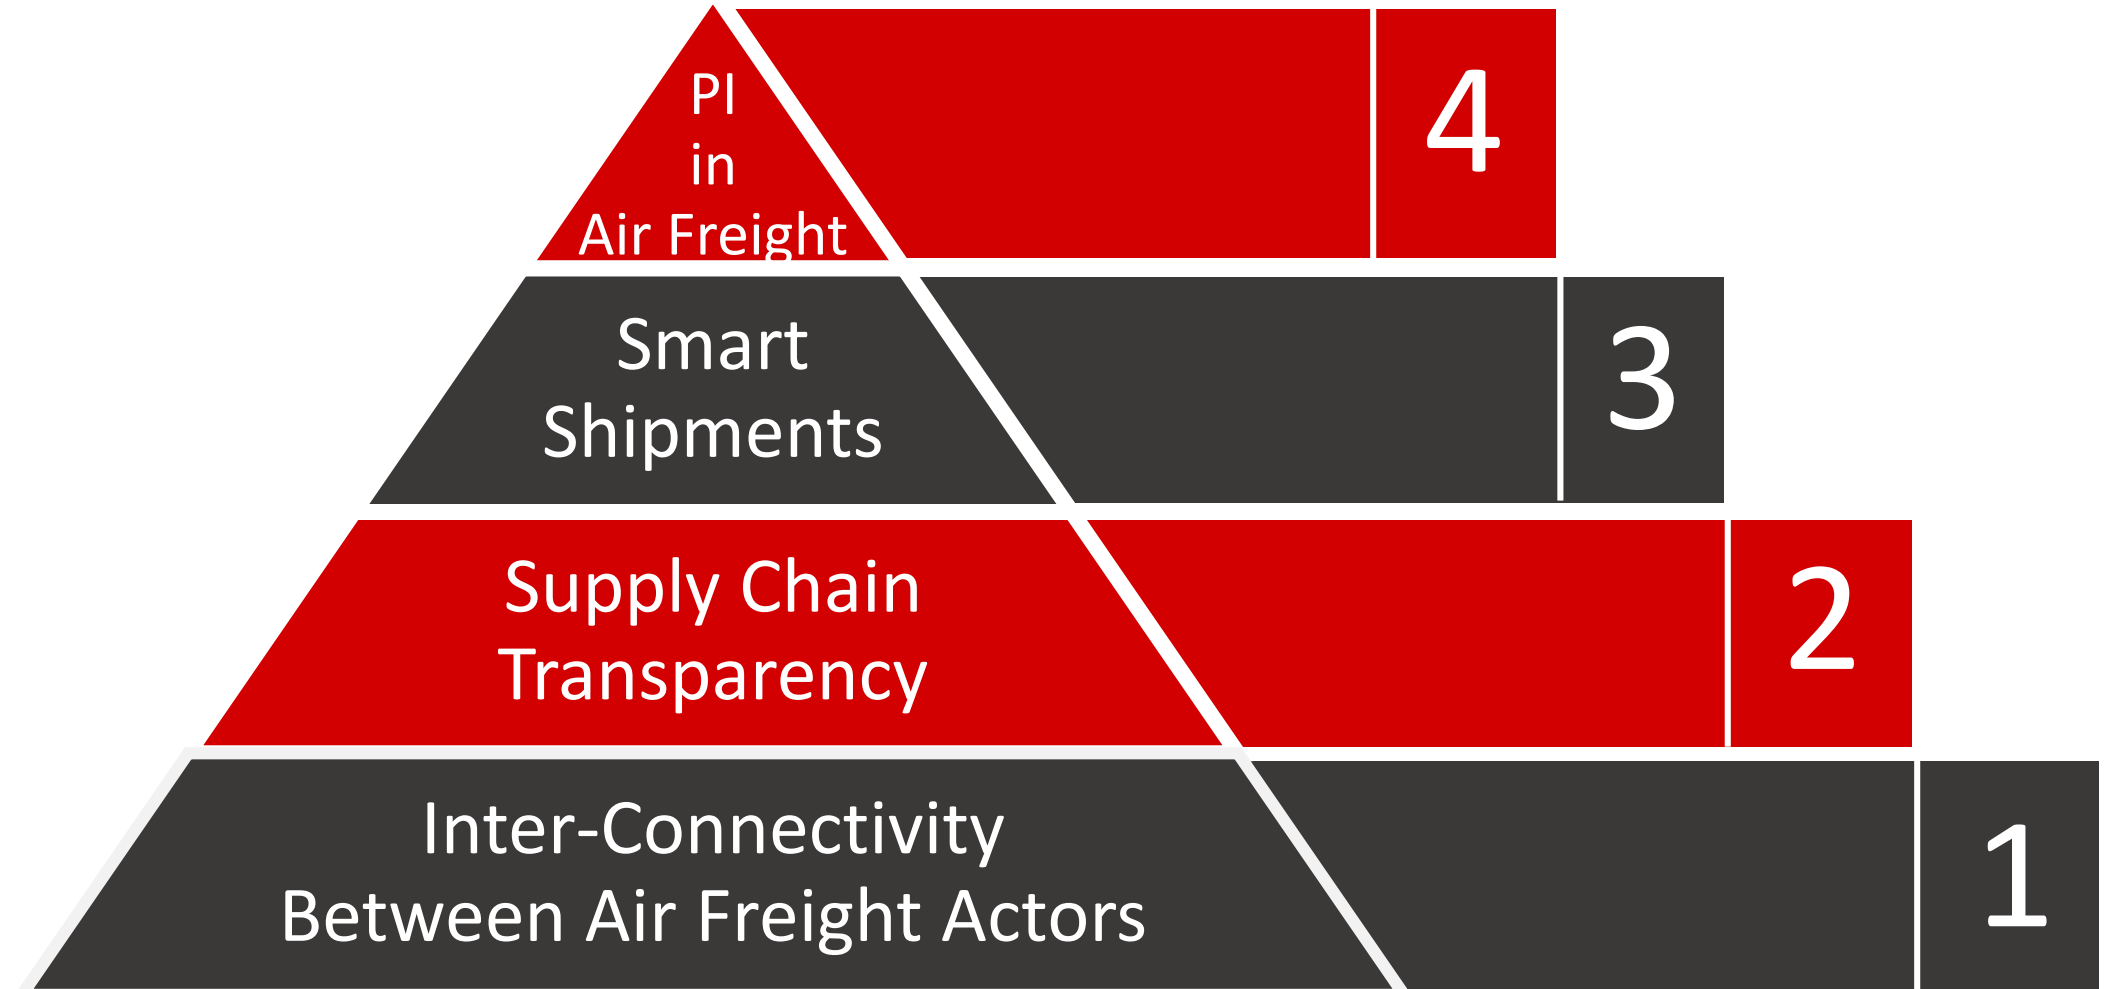 PI
in
Air Freight
4
Smart
Shipments
3
Supply Chain
Transparency
2
Inter-Connectivity
Between Air Freight Actors
1